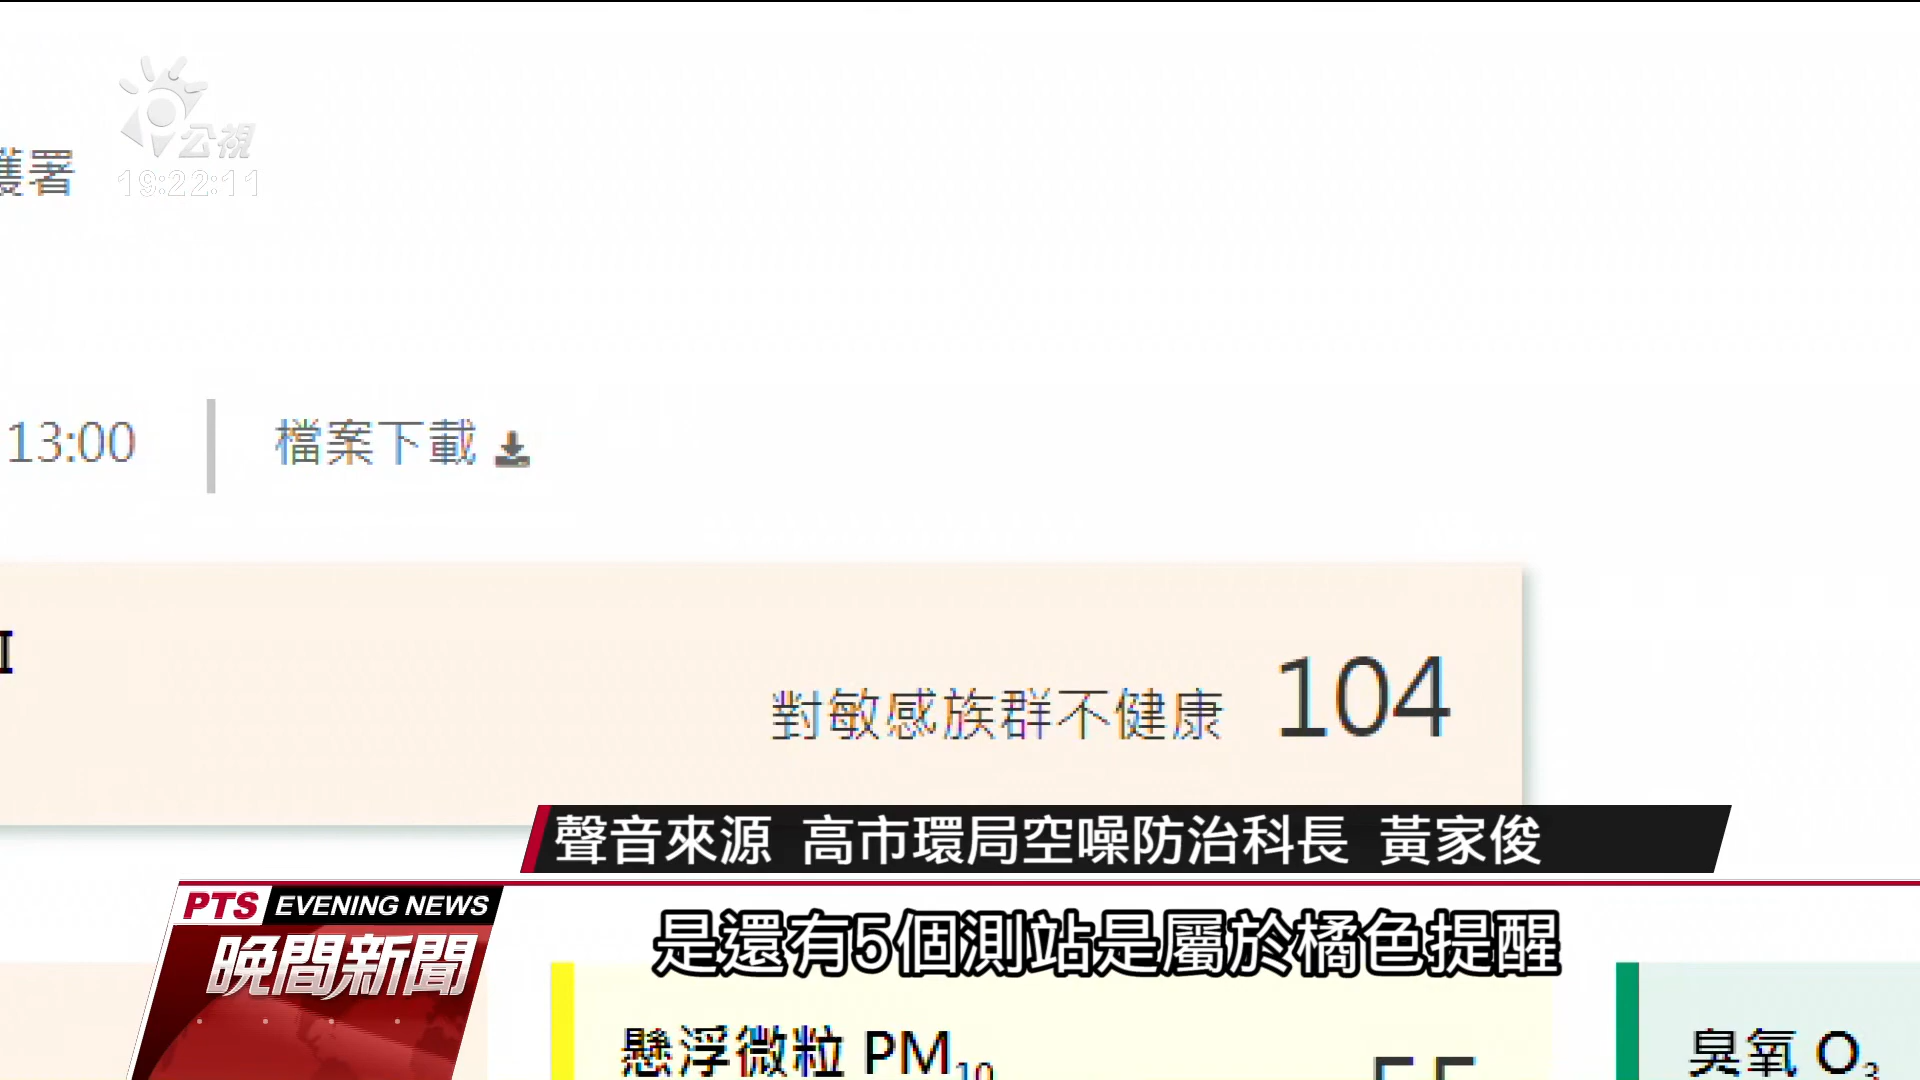 公視
護署
19:22:11
13:00
檔案下載
I
對敏感族群不健康 104
聲音來源 高市環局空噪防治科長 黃家俊
PTS EVENING NEWS
晚間新聞
是還有5個測站是屬於橘色提醒
懸浮微粒 PM10
55
臭氧 O3